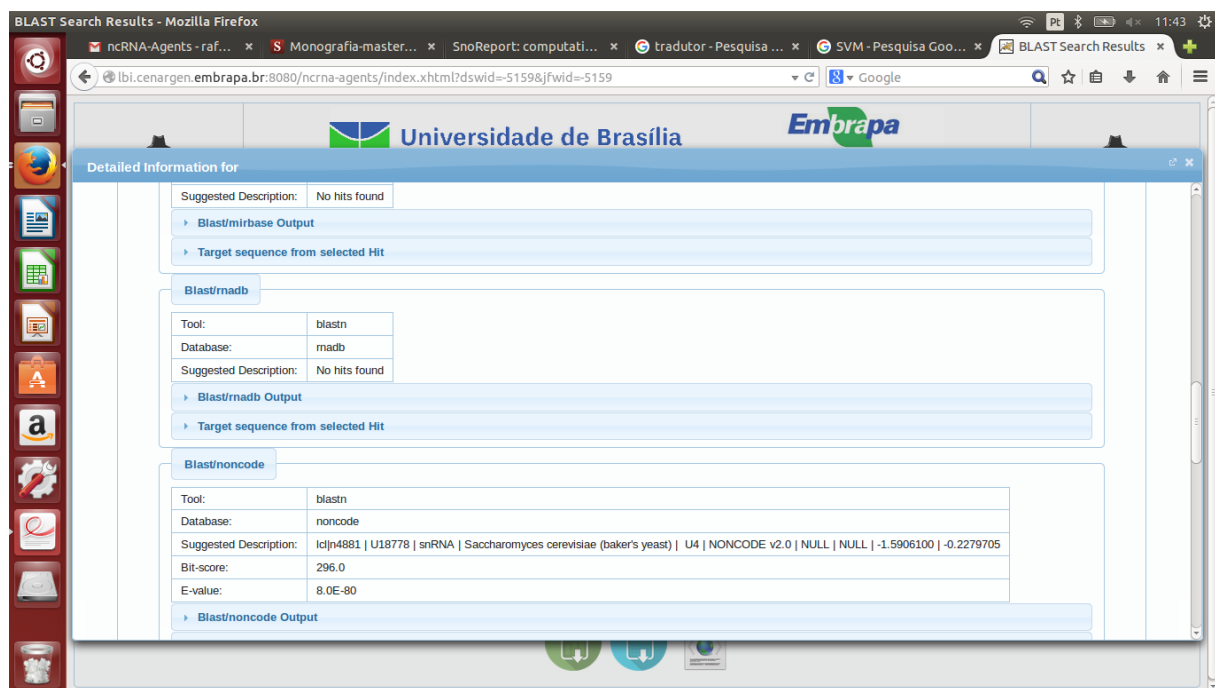 BLAST Search Results - Mozilla Firefox
Pt
11:43
ncRNA-Agents - raf... ×
S Monografia-master... ×
SnoReport: computati... ×
tradutor - Pesquisa ... ×
SVM - Pesquisa Goo... ×
BLAST Search Results ×
lbi.cenargen.embrapa.br:8080/ncrna-agents/index.xhtml?dswid=-5159&jfwid=-5159
8 Google
Universidade de Brasília
Embrapa
Detailed Information for
Suggested Description: No hits found
Blast/mirbase Output
Target sequence from selected Hit
Blast/rnadb
Tool: blastn
Database: rnadb
Suggested Description: No hits found
Blast/rnadb Output
Target sequence from selected Hit
Blast/noncode
Tool: blastn
Database: noncode
Suggested Description: lcl|n4881 | U18778 | snRNA | Saccharomyces cerevisiae (baker's yeast) | U4 | NONCODE v2.0 | NULL | NULL | -1.5906100 | -0.2279705
Bit-score: 296.0
E-value: 8.0E-80
Blast/noncode Output